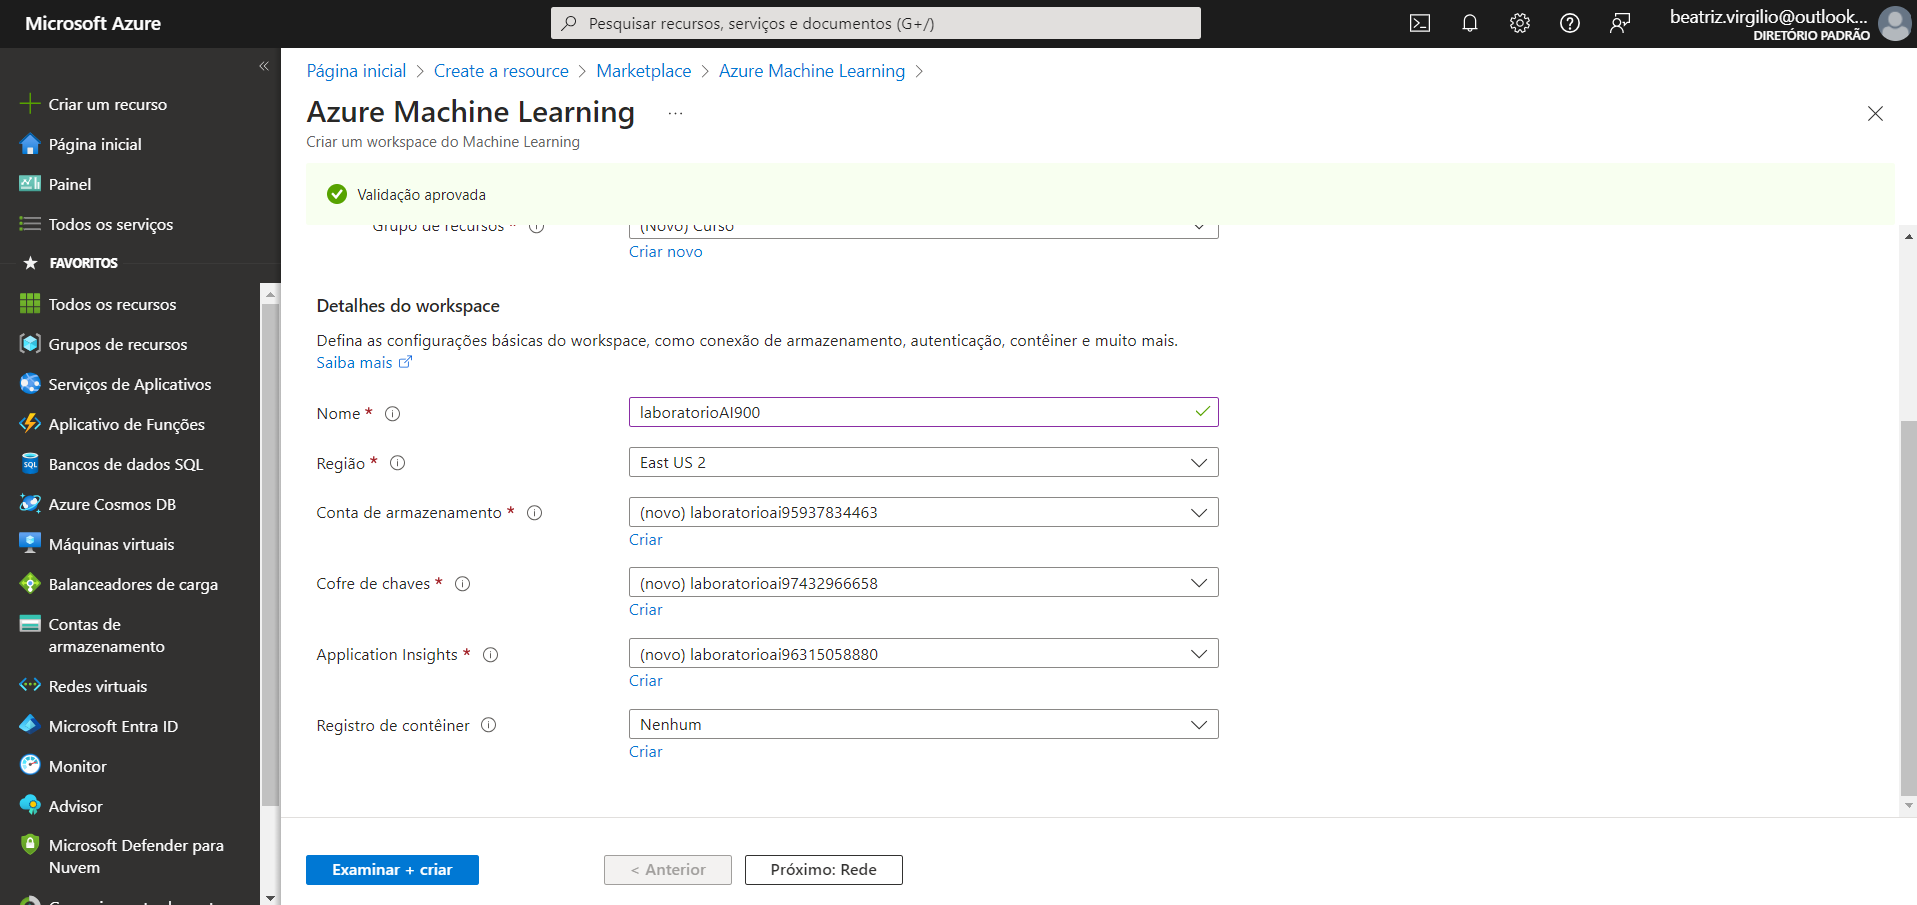 Microsoft Azure
Pesquisar recursos, serviços e documentos (G+/)
beatriz.virgilio@outlook...
DIRETÓRIO PADRÃO
Criar um recurso
Página inicial
Painel
Todos os serviços
FAVORITOS
Todos os recursos
Grupos de recursos
Serviços de Aplicativos
Aplicativo de Funções
Bancos de dados SQL
Azure Cosmos DB
Máquinas virtuais
Balanceadores de carga
Contas de
armazenamento
Redes virtuais
Microsoft Entra ID
Monitor
Advisor
Microsoft Defender para
Nuvem
Página inicial > Create a resource > Marketplace > Azure Machine Learning >
Azure Machine Learning ...
Criar um workspace do Machine Learning
Validação aprovada
Grupo de recursos * (Novo) Curso
Criar novo
Detalhes do workspace
Defina as configurações básicas do workspace, como conexão de armazenamento, autenticação, contêiner e muito mais.
Saiba mais
Nome * laboratorioAI900
Região * East US 2
Conta de armazenamento * (novo) laboratorioai95937834463
Criar
Cofre de chaves * (novo) laboratorioai97432966658
Criar
Application Insights * (novo) laboratorioai96315058880
Criar
Registro de contêiner Nenhum
Criar
Examinar + criar
< Anterior
Próximo: Rede